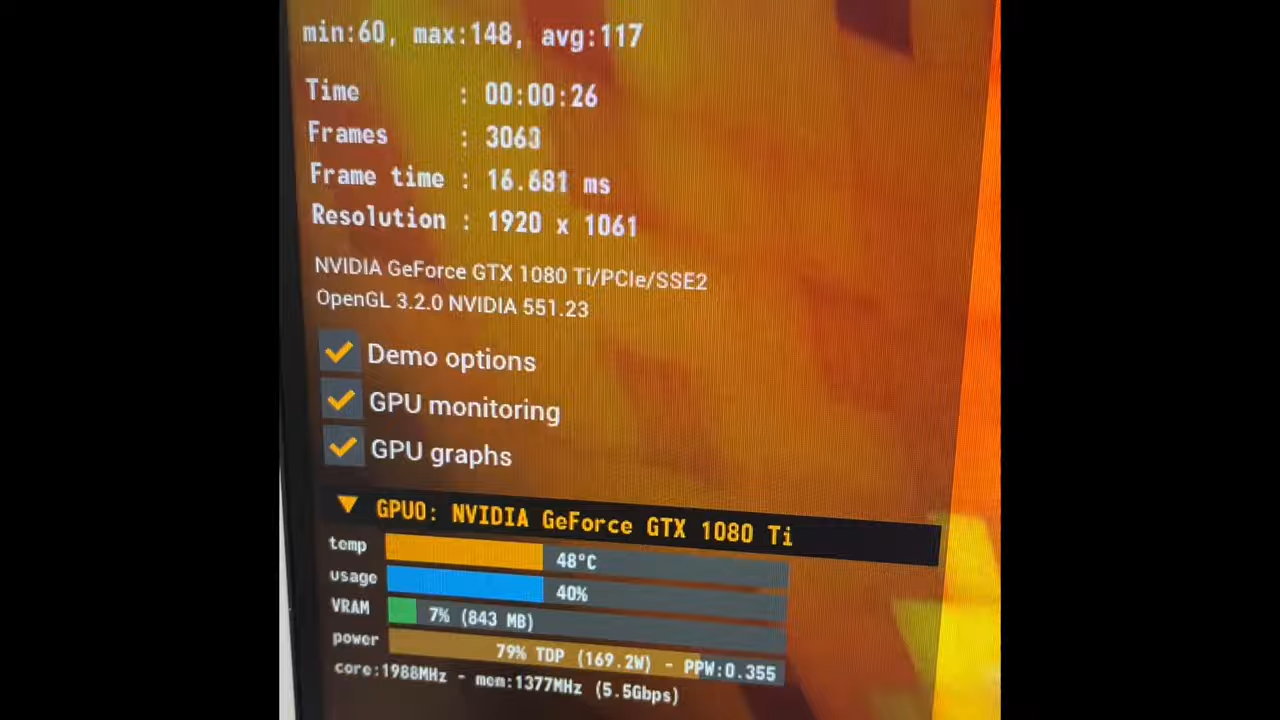 min:60, max:148, avg:117
Time : 00:00:26
Frames : 3063
Frame time : 16.681 ms
Resolution : 1920 x 1061
NVIDIA GeForce GTX 1080 Ti/PCIe/SSE2
OpenGL 3.2.0 NVIDIA 551.23
Demo options
GPU monitoring
GPU graphs
GPU0: NVIDIA GeForce GTX 1080 Ti
temp 48°C
usage 40%
VRAM 7% (843 MB)
power 79% TDP (169.2W) - PPW:0.355
core:1988MHz - mem:1377MHz (5.5Gbps)